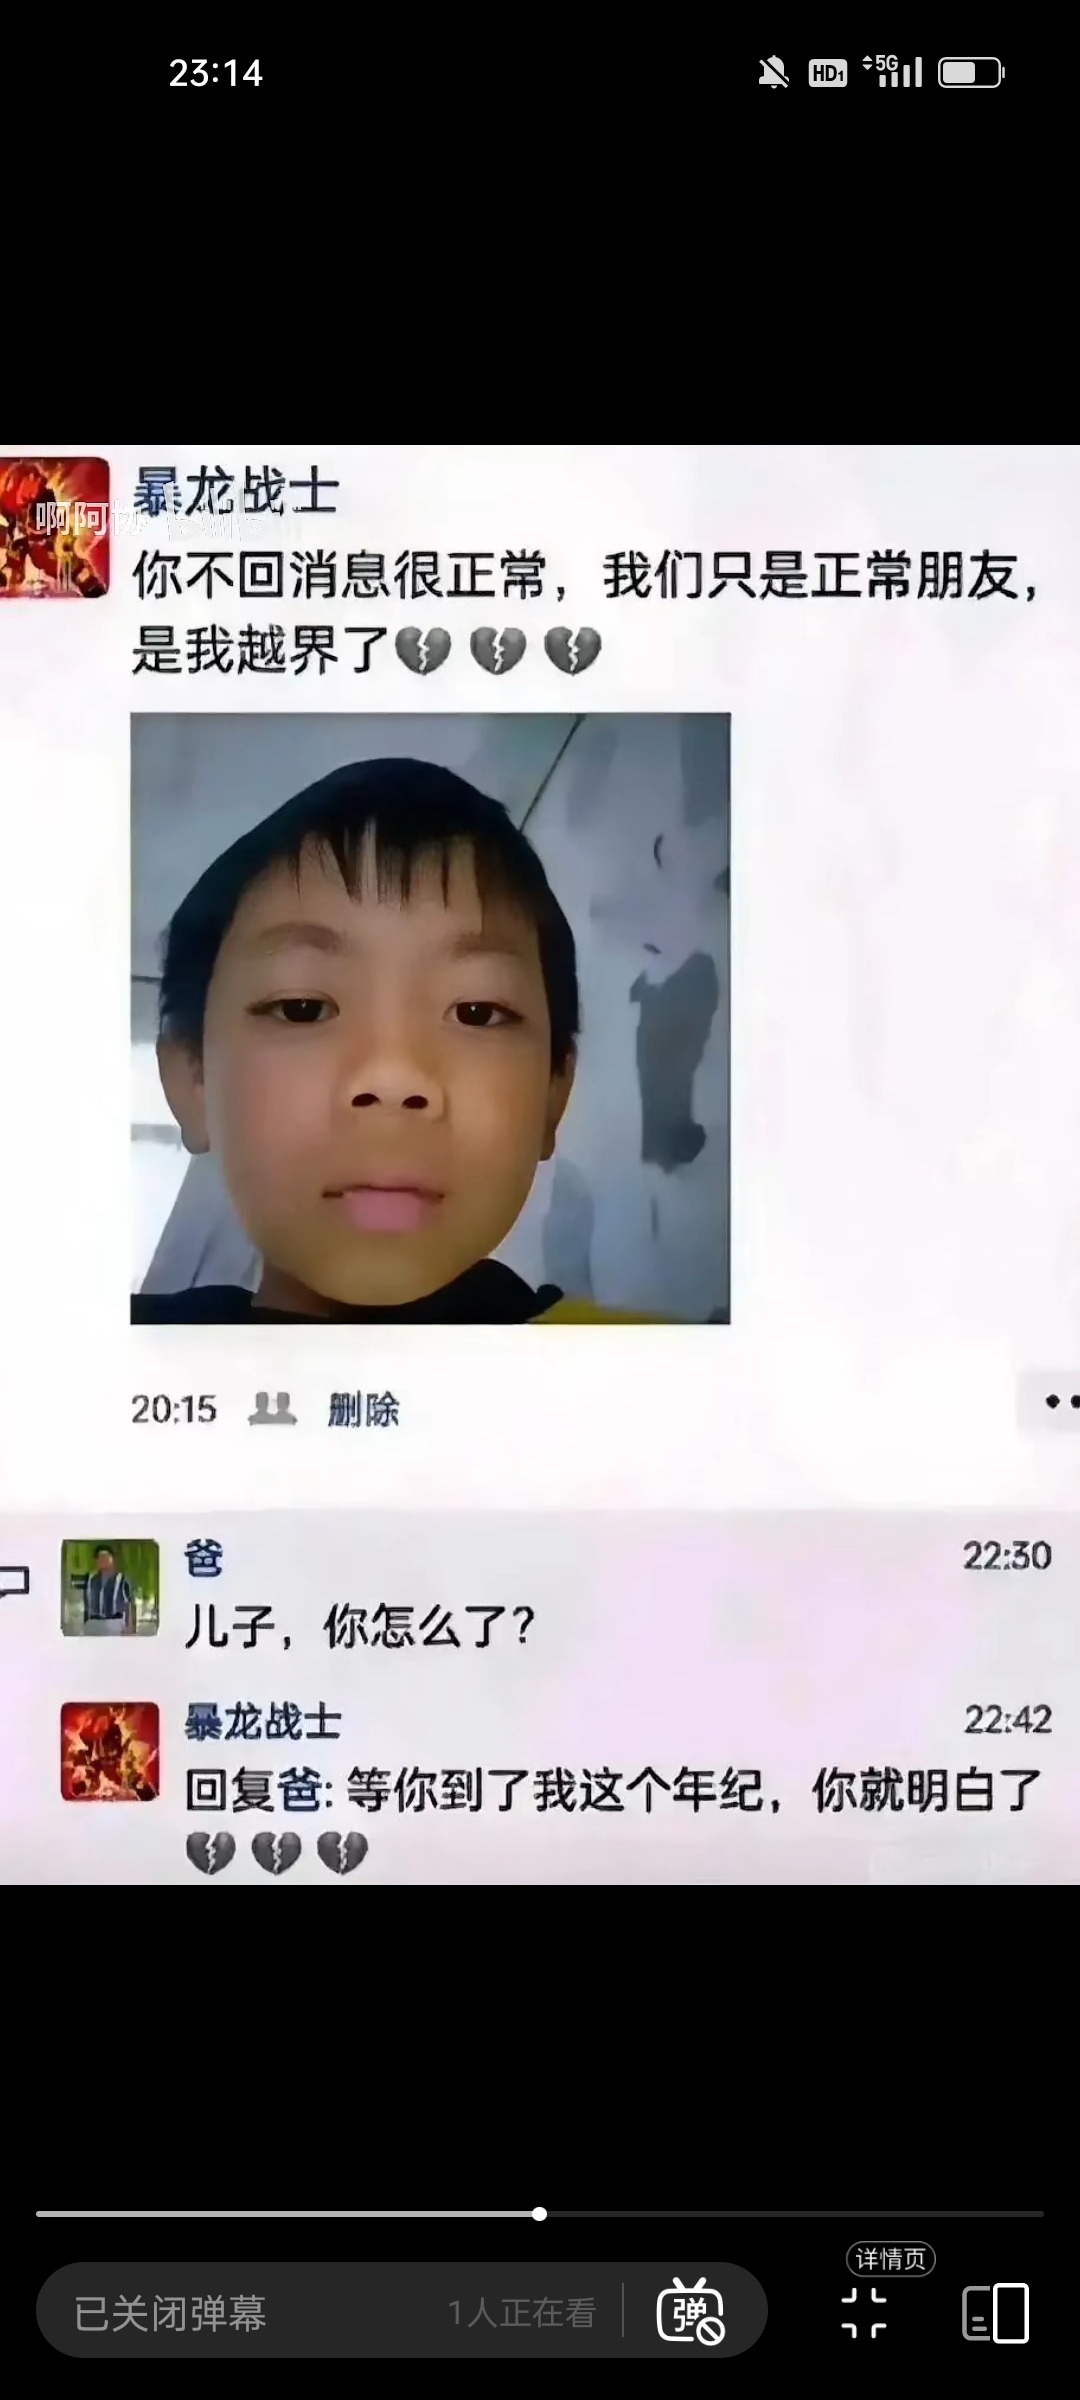 23:14
HD1
5G
暴龙战士
啊阿协
你不回消息很正常，我们只是正常朋友，
是我越界了💔💔💔
20:15 删除
爸 22:30
儿子，你怎么了？
暴龙战士 22:42
回复爸: 等你到了我这个年纪，你就明白了
💔💔💔
详情页
已关闭弹幕 1人正在看 弹